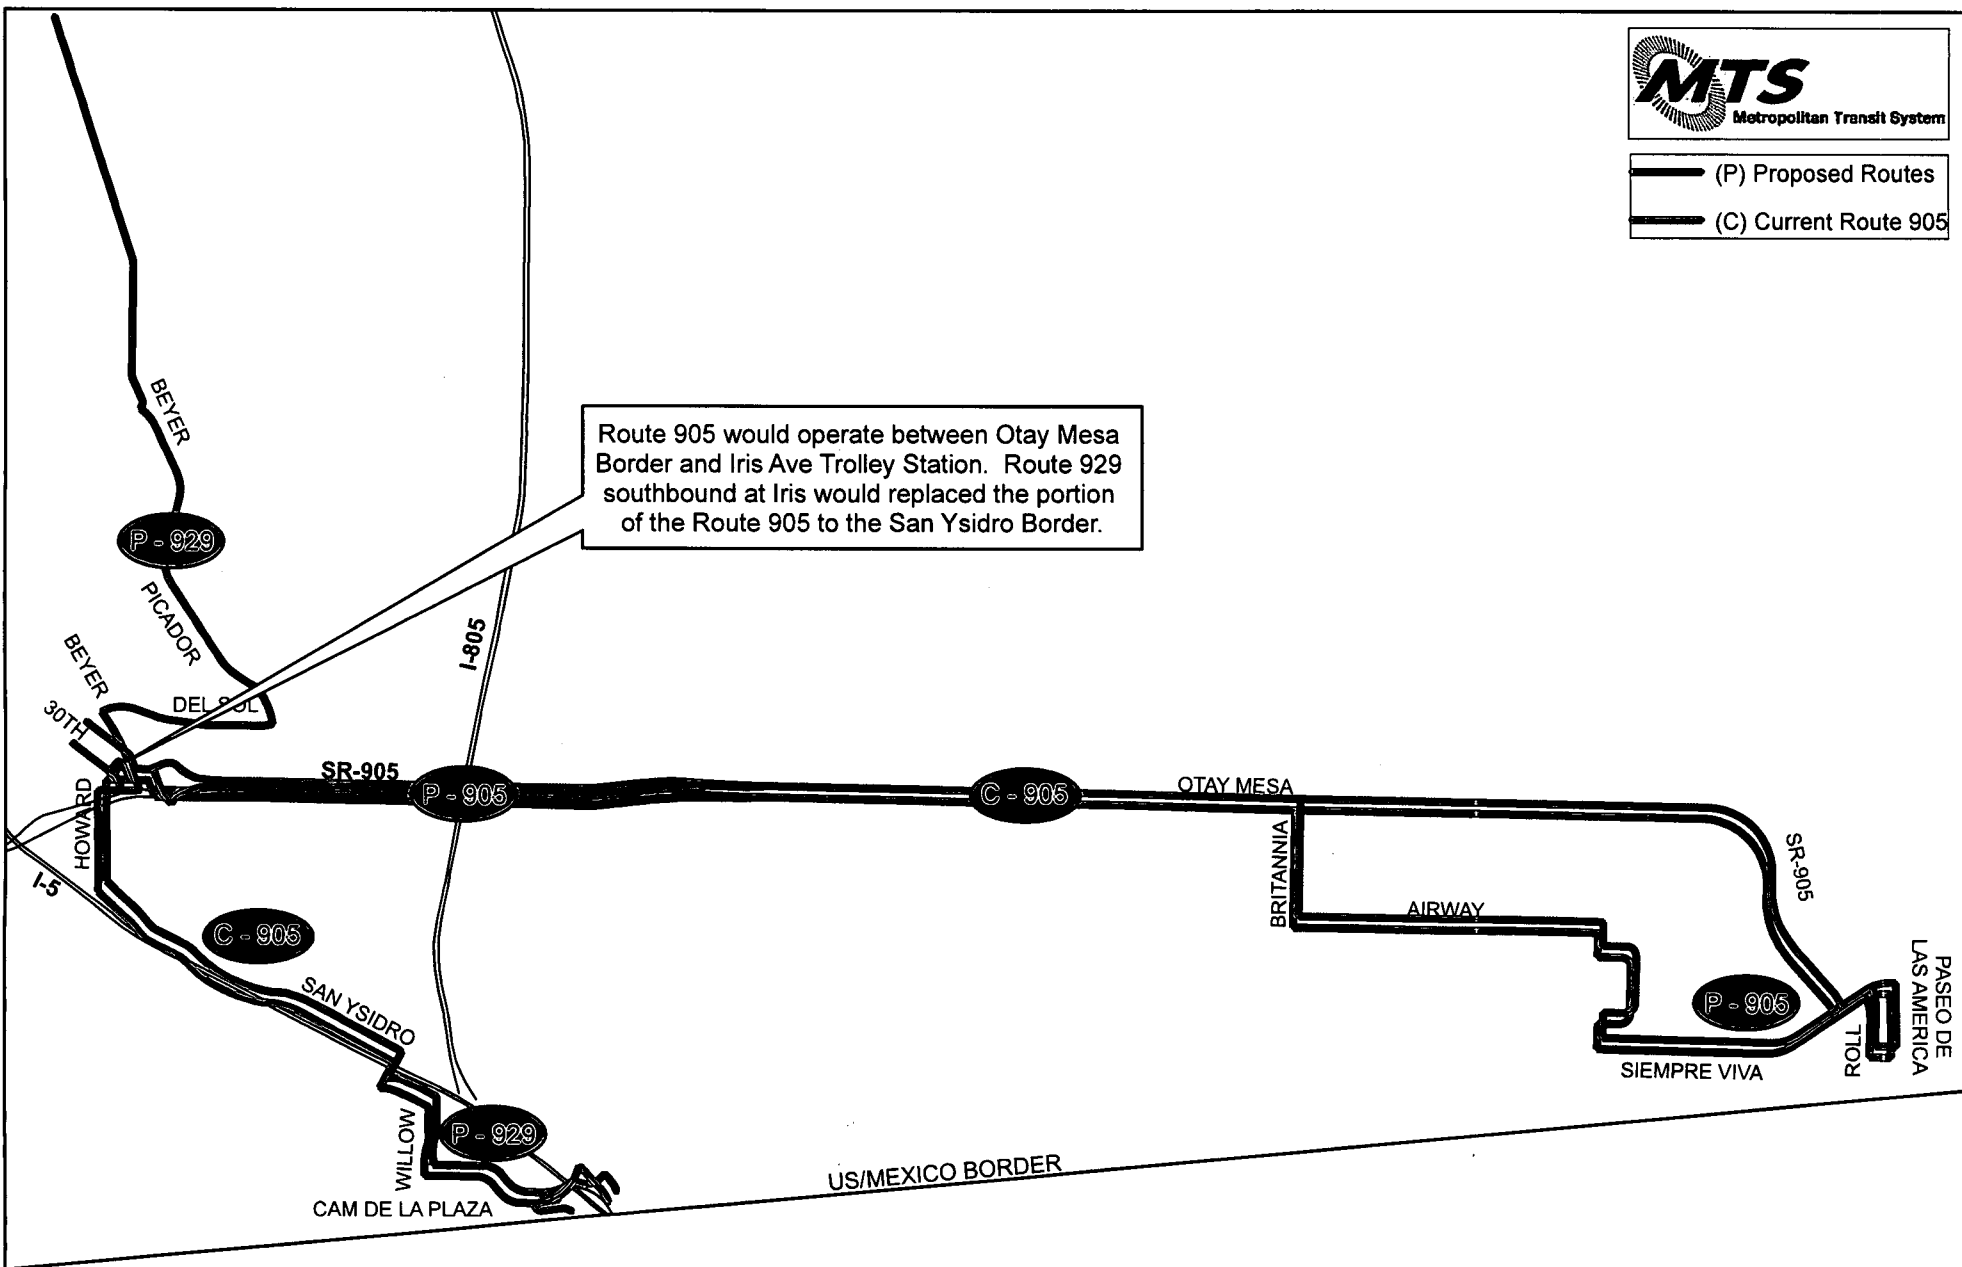 MTS
Metropolitan Transit System
(P) Proposed Routes
(C) Current Route 905
BEYER
Route 905 would operate between Otay Mesa
Border and Iris Ave Trolley Station. Route 929
southbound at Iris would replaced the portion
of the Route 905 to the San Ysidro Border.
P - 929
PICADOR
I-805
BEYER
DEL SOL
30TH
SR-905
P - 905
C - 905
OTAY MESA
HOWARD
BRITANNIA
SR-905
I-5
AIRWAY
C - 905
PASEO DE
LAS AMERICA
SAN YSIDRO
P - 905
ROLL
SIEMPRE VIVA
WILLOW
P - 929
US/MEXICO BORDER
CAM DE LA PLAZA